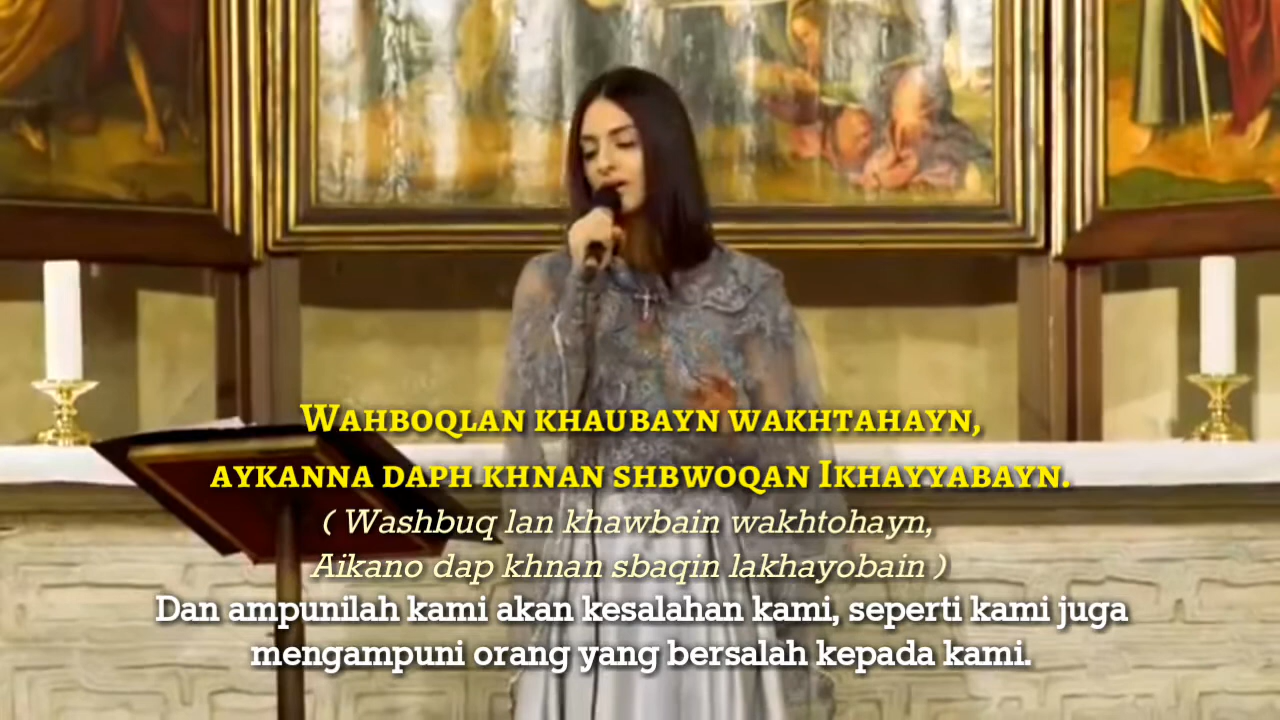 Wahboqlan khaubayn wakhtahayn,
aykanna daph khnan shbwoqan Ikhayyabayn.
( Washbuq lan khawbain wakhtohayn,
Aikano dap khnan sbaqin lakhayobain )
Dan ampunilah kami akan kesalahan kami, seperti kami juga
mengampuni orang yang bersalah kepada kami.